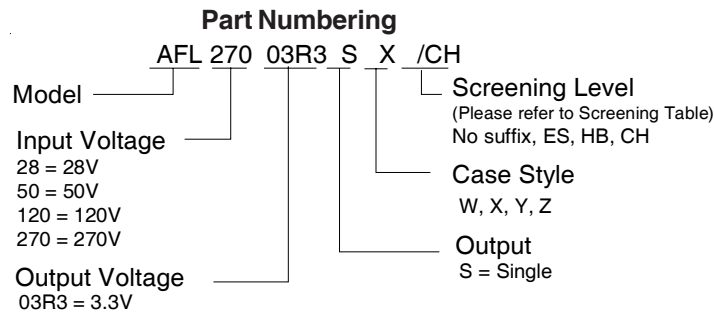 Part Numbering
AFL 270 03R3 S X /CH
Model
Input Voltage
28 = 28V
50 = 50V
120 = 120V
270 = 270V
Output Voltage
03R3 = 3.3V
Screening Level
(Please refer to Screening Table)
No suffix, ES, HB, CH
Case Style
W, X, Y, Z
Output
S = Single